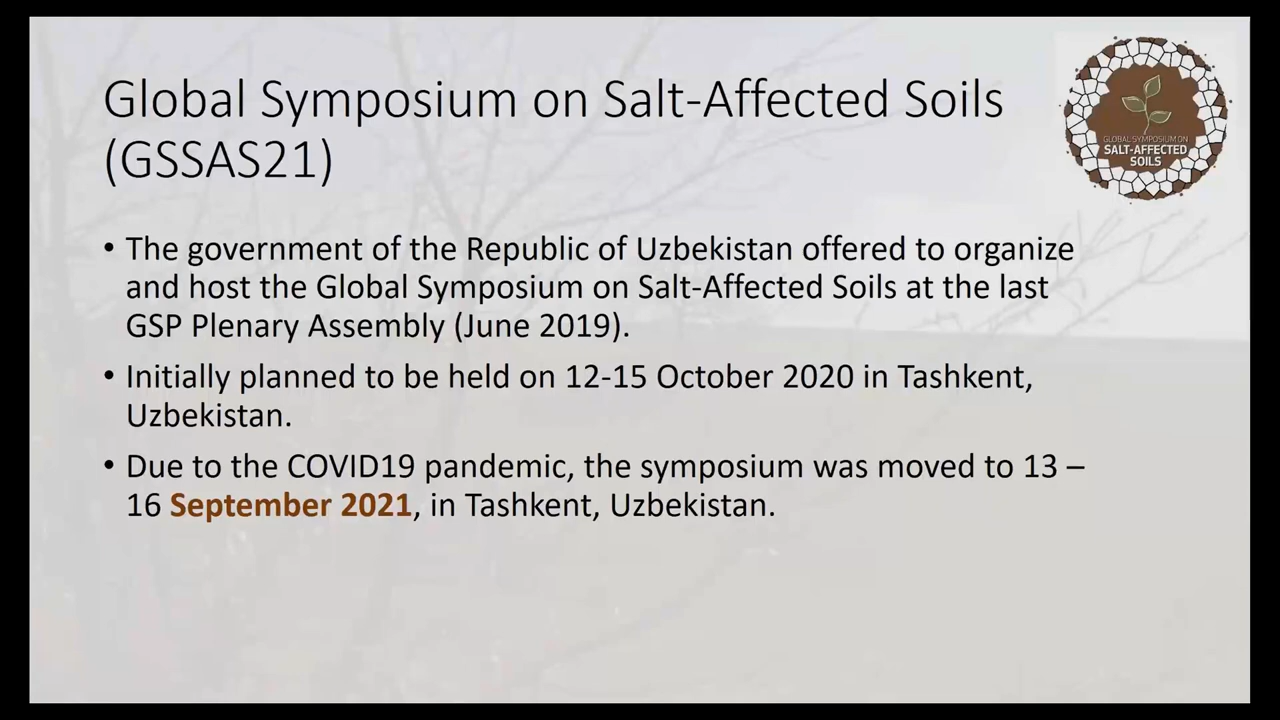 Global Symposium on Salt-Affected Soils
(GSSAS21)
GLOBAL SYMPOSIUM ON
SALT-AFFECTED
SOILS
• The government of the Republic of Uzbekistan offered to organize
and host the Global Symposium on Salt-Affected Soils at the last
GSP Plenary Assembly (June 2019).
• Initially planned to be held on 12-15 October 2020 in Tashkent,
Uzbekistan.
• Due to the COVID19 pandemic, the symposium was moved to 13 –
16 September 2021, in Tashkent, Uzbekistan.